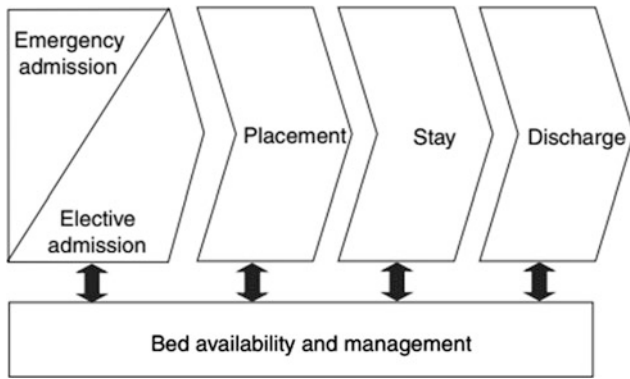 Emergency
admission
Elective
admission
Placement
Stay
Discharge
Bed availability and management